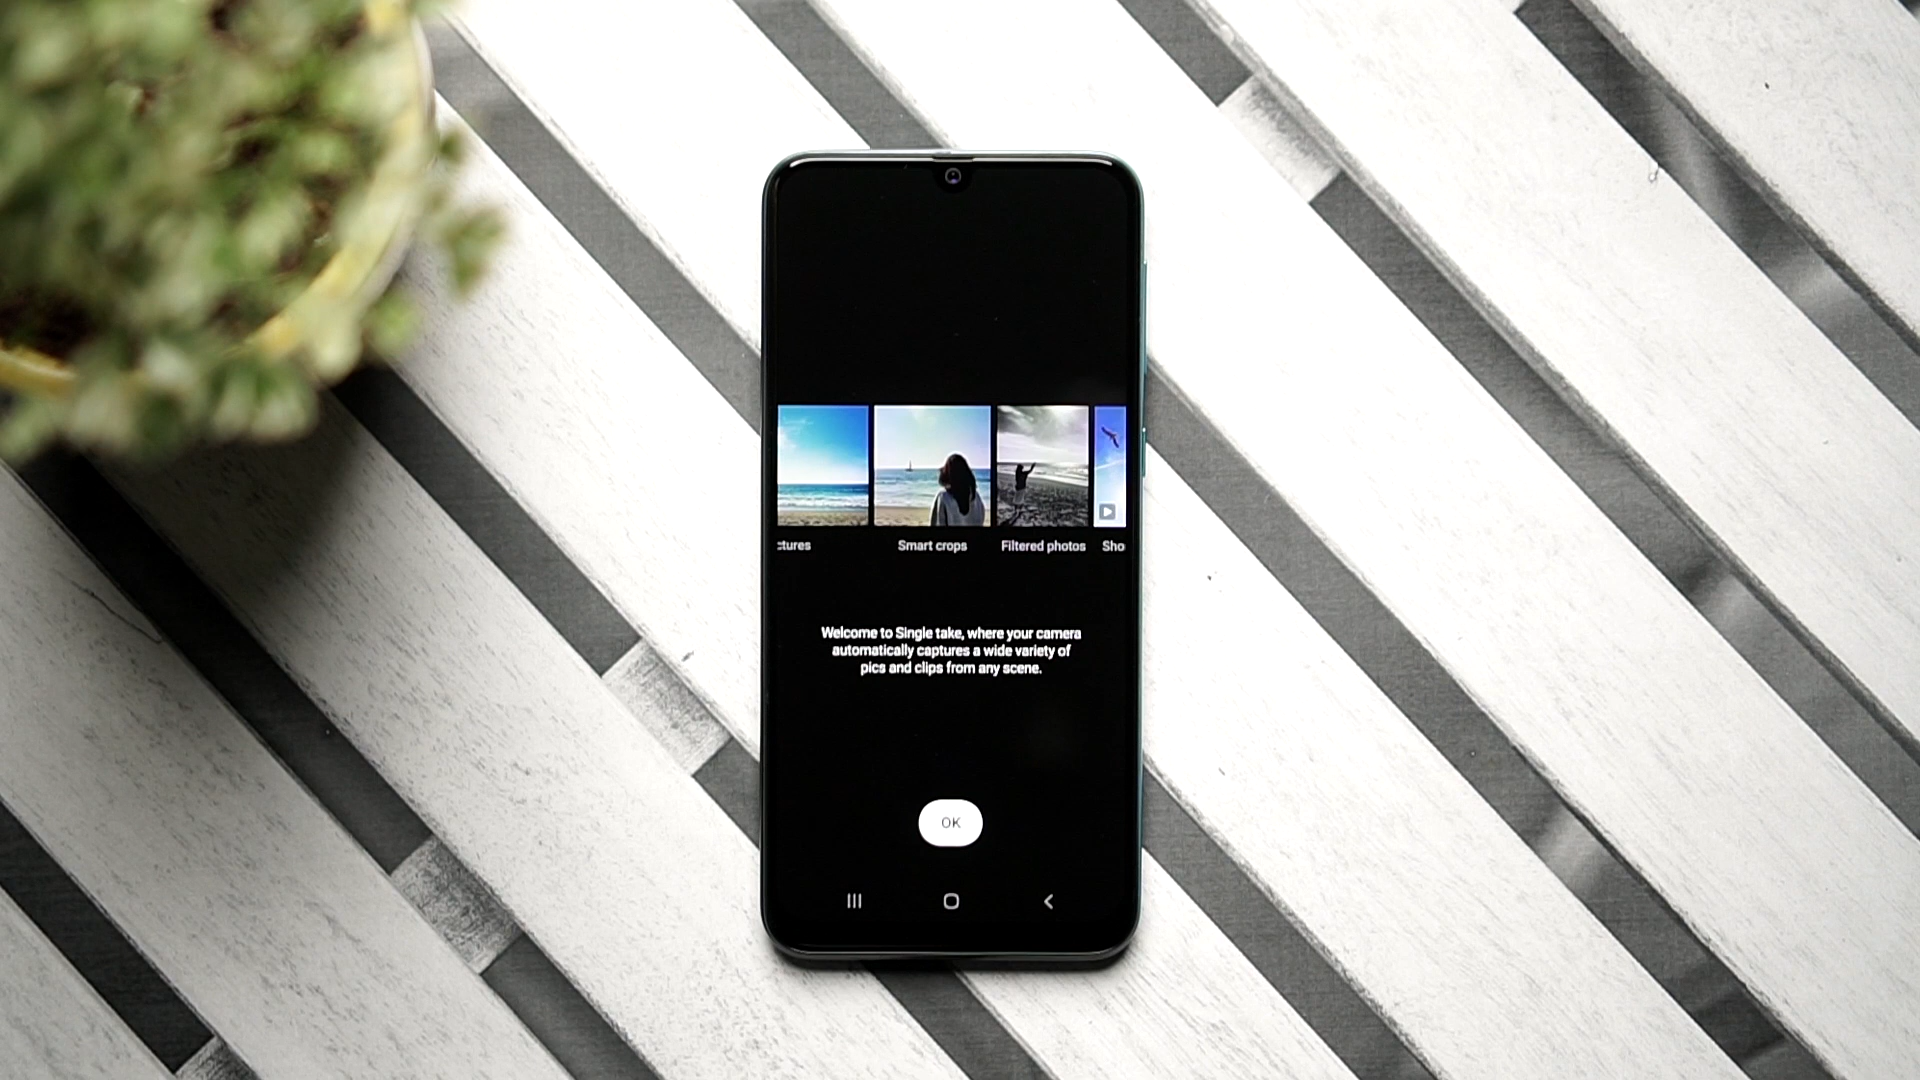 ctures Smart crops Filtered photos Sho
Welcome to Single take, where your camera
automatically captures a wide variety of
pics and clips from any scene.
OK